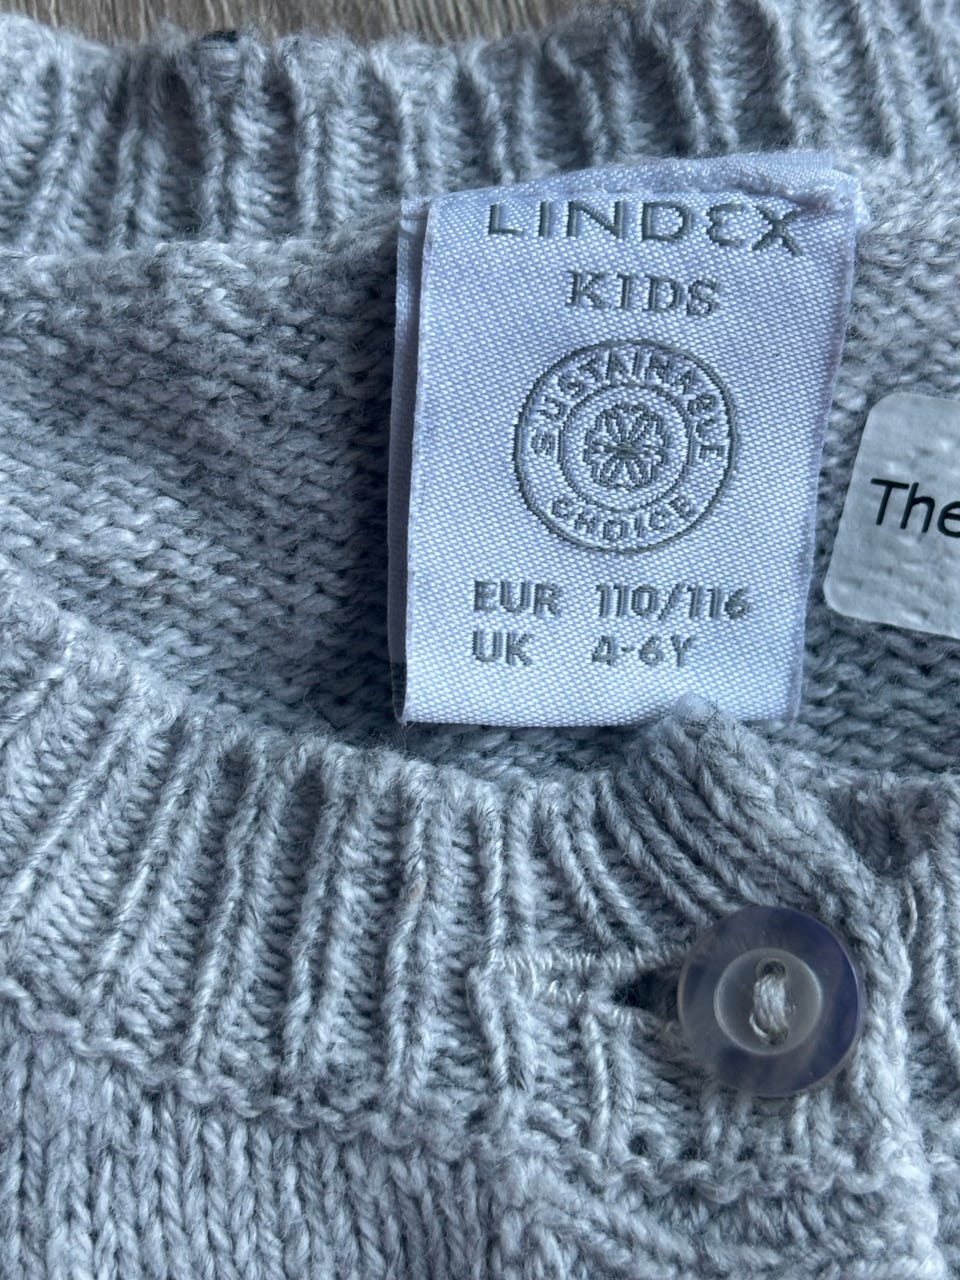 LINDEX
KIDS
SUSTAINABLE
CHOICE
EUR 110/116
UK 4-6Y
The